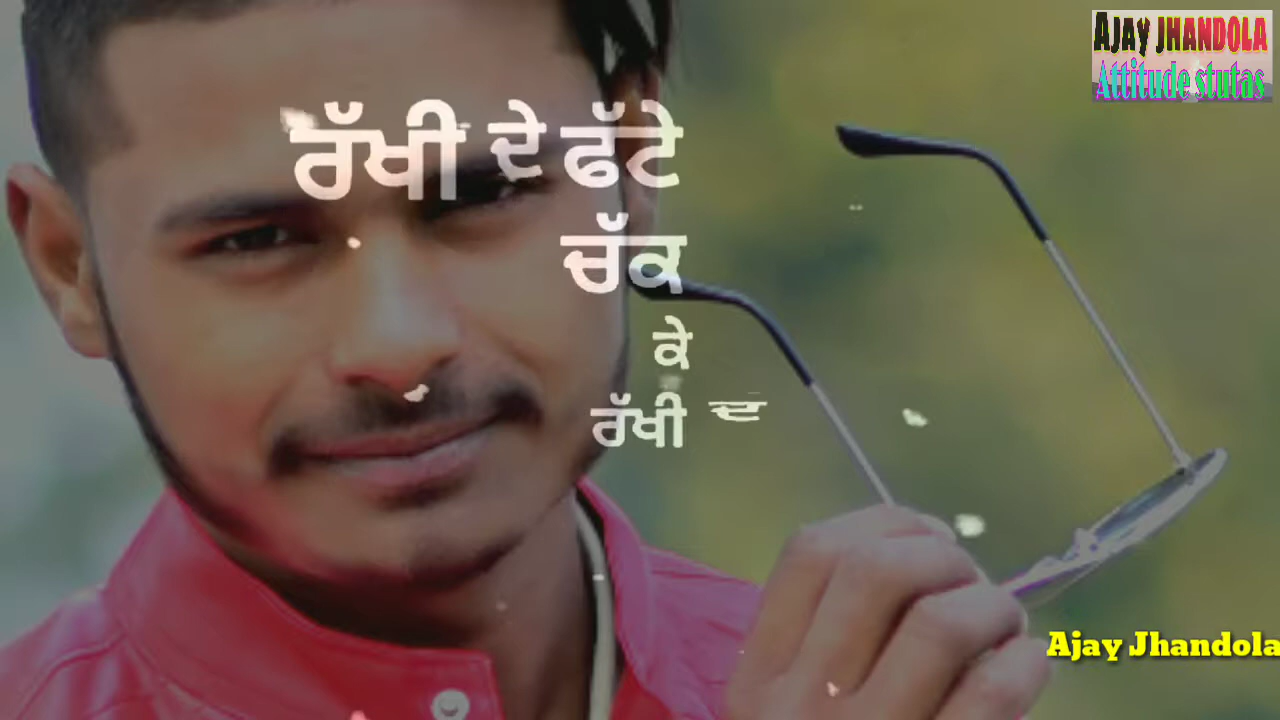 AJAY JHANDOLA
Attitude stutas
ਰੱਖੀ ਦੇ ਫੱਟੇ
ਚੱਕ
ਕੇ
ਰੱਖੀ ਦ
Ajay Jhandola